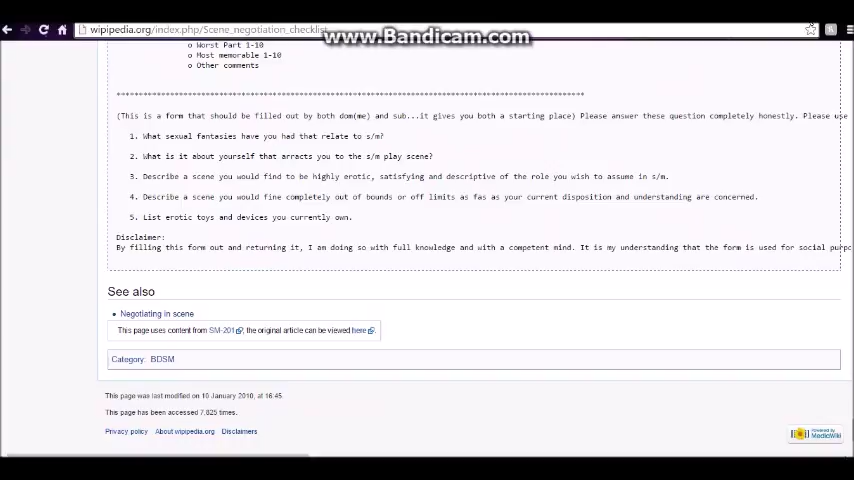 wipipedia.org/index.php/Scene_negotiation_checklist
www.Bandicam.com
o Worst Part 1-10
o Most memorable 1-10
o Other comments
*******************************************************************************************************
(This is a form that should be filled out by both dom(me) and sub...it gives you both a starting place) Please answer these question completely honestly. Please use
1. What sexual fantasies have you had that relate to s/m?
2. What is it about yourself that arracts you to the s/m play scene?
3. Describe a scene you would find to be highly erotic, satisfying and descriptive of the role you wish to assume in s/m.
4. Describe a scene you would fine completely out of bounds or off limits as fas as your current disposition and understanding are concerned.
5. List erotic toys and devices you currently own.
Disclaimer:
By filling this form out and returning it, I am doing so with full knowledge and with a competent mind. It is my understanding that the form is used for social purpo
See also
• Negotiating in scene
This page uses content from SM-201, the original article can be viewed here.
Category: BDSM
This page was last modified on 10 January 2010, at 16:45.
This page has been accessed 7,825 times.
Privacy policy About wipipedia.org Disclaimers
Powered by
MediaWiki